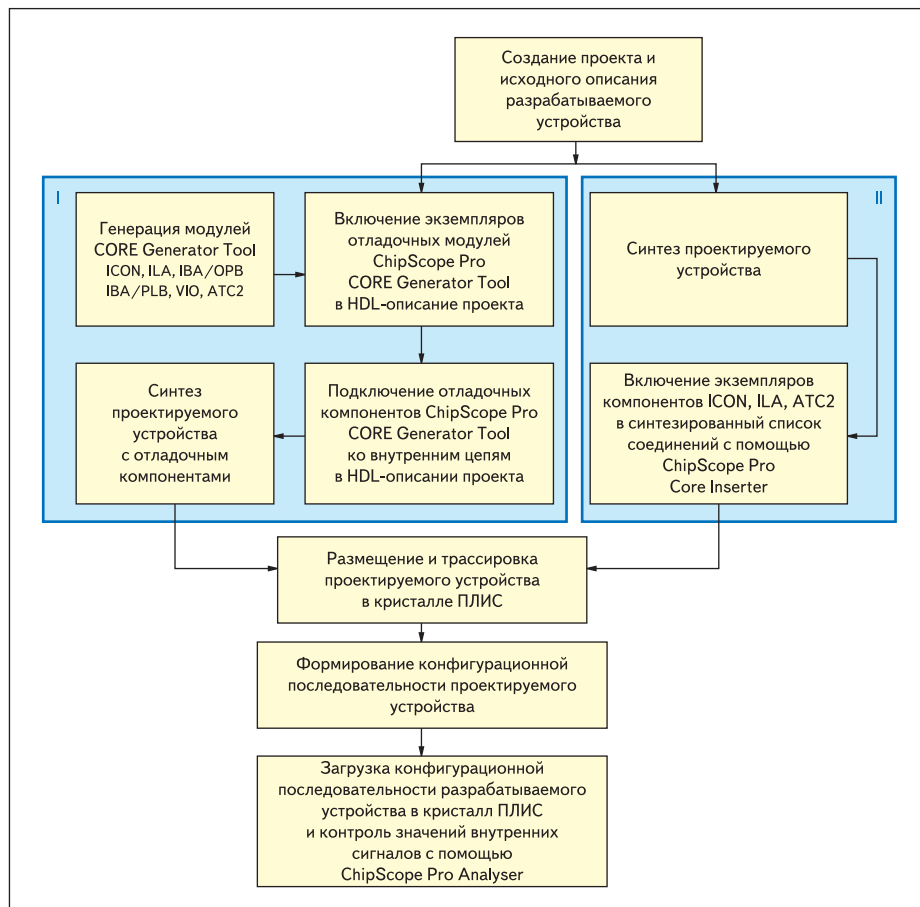 Создание проекта и
исходного описания
разрабатываемого
устройства
I
Генерация модулей
CORE Generator Tool
ICON, ILA, IBA/OPB
IBA/PLB, VIO, ATC2
Включение экземпляров
отладочных модулей
ChipScope Pro
CORE Generator Tool
в HDL-описание проекта
II
Синтез проектируемого
устройства
Синтез
проектируемого
устройства
с отладочным
компонентами
Подключение отладочных
компонентов ChipScope Pro
CORE Generator Tool
ко внутренним цепям
в HDL-описании проекта
Включение экземпляров
компонентов ICON, ILA, ATC2
в синтезированный список
соединений с помощью
ChipScope Pro
Core Inserter
Размещение и трассировка
проектируемого устройства
в кристалле ПЛИС
Формирование конфигурационной
последовательности проектируемого
устройства
Загрузка конфигурационной
последовательности разрабатываемого
устройства в кристалл ПЛИС
и контроль значений внутренних
сигналов с помощью
ChipScope Pro Analyser